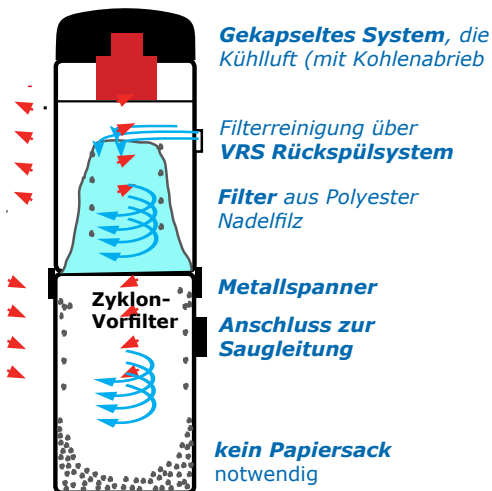 Gekapseltes System, die
Kühlluft (mit Kohlenabrieb
Filterreinigung über
VRS Rückspülsystem
Filter aus Polyester
Nadelfilz
Metallspanner
Zyklon-
Vorfilter
Anschluss zur
Saugleitung
kein Papiersack
notwendig